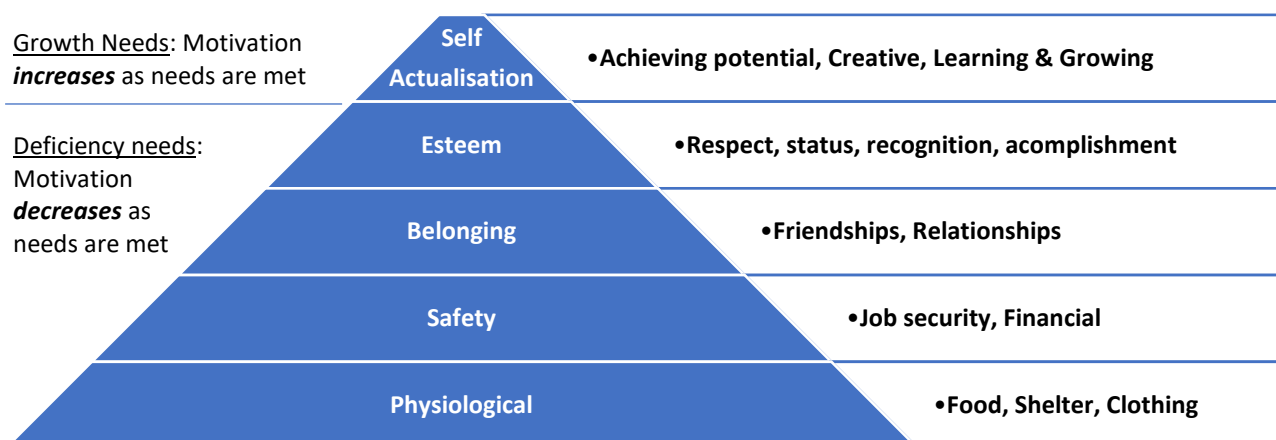 Growth Needs: Motivation
increases as needs are met
Deficiency needs:
Motivation
decreases as
needs are met
Self
Actualisation
•Achieving potential, Creative, Learning & Growing
Esteem
•Respect, status, recognition, acomplishment
Belonging
•Friendships, Relationships
Safety
•Job security, Financial
Physiological
•Food, Shelter, Clothing